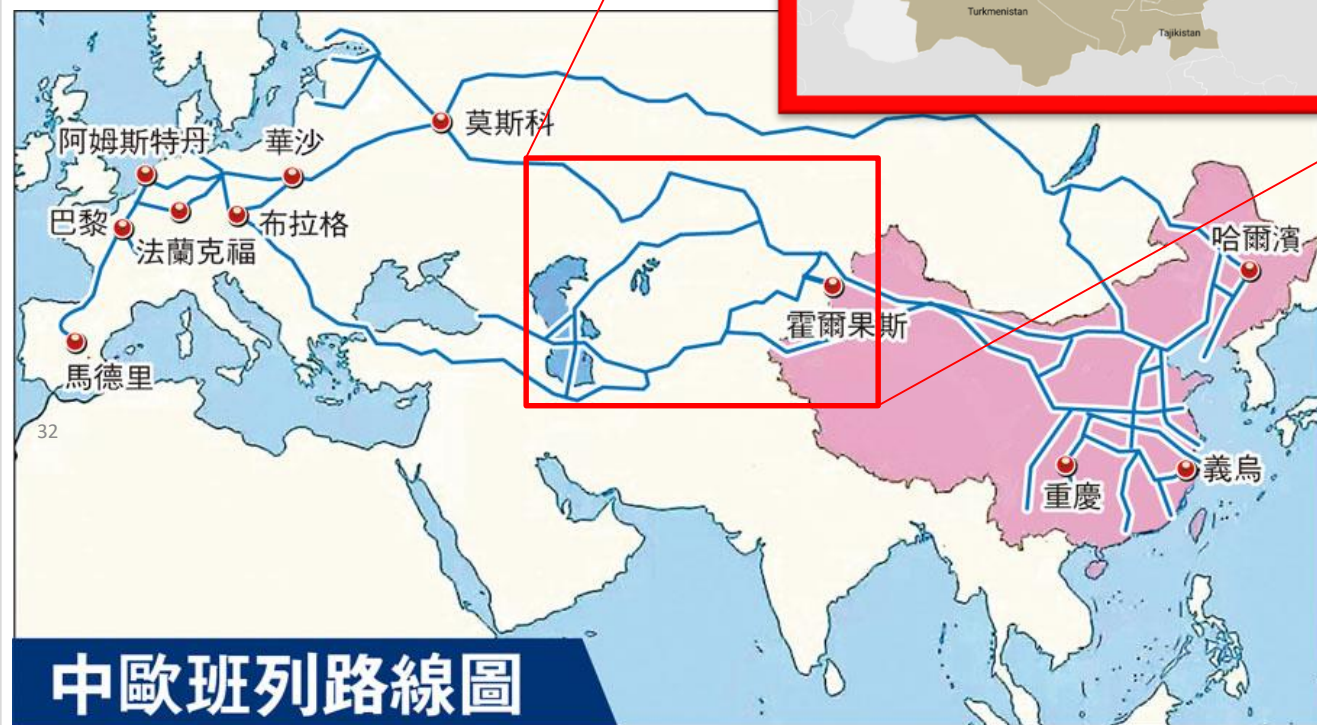 Turkmenistan
Tajikistan
莫斯科
阿姆斯特丹
華沙
巴黎
布拉格
法蘭克福
哈爾濱
霍爾果斯
馬德里
32
重慶
義烏
中歐班列路線圖